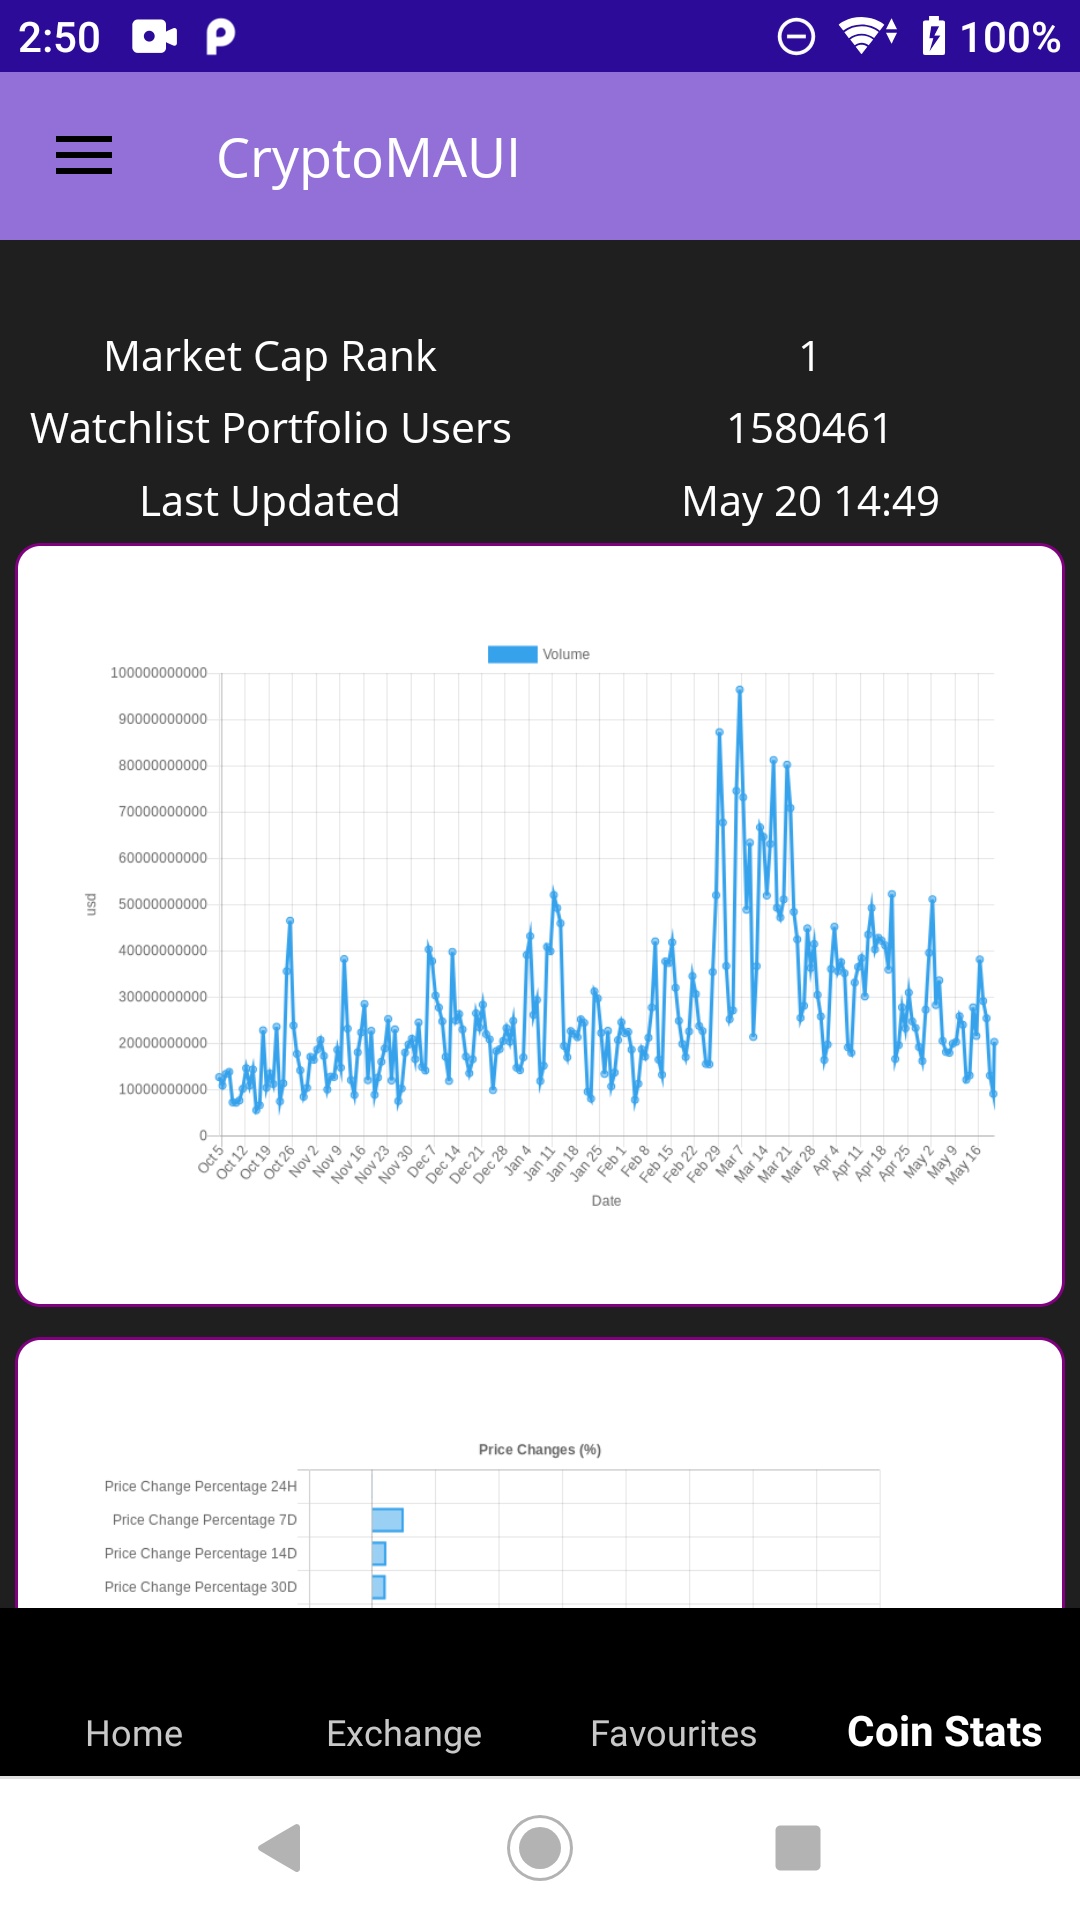 2:50
100%
CryptoMAUI
Market Cap Rank 1
Watchlist Portfolio Users 1580461
Last Updated May 20 14:49
Volume
100000000000
90000000000
80000000000
70000000000
60000000000
50000000000
40000000000
30000000000
20000000000
10000000000
0
usd
Oct 5 Oct 12 Oct 19 Oct 26 Nov 2 Nov 9 Nov 16 Nov 23 Nov 30 Dec 7 Dec 14 Dec 21 Dec 28 Jan 4 Jan 11 Jan 18 Jan 25 Feb 1 Feb 8 Feb 15 Feb 22 Feb 29 Mar 7 Mar 14 Mar 21 Mar 28 Apr 4 Apr 11 Apr 18 Apr 25 May 2 May 9 May 16
Date
Price Changes (%)
Price Change Percentage 24H
Price Change Percentage 7D
Price Change Percentage 14D
Price Change Percentage 30D
Home Exchange Favourites Coin Stats